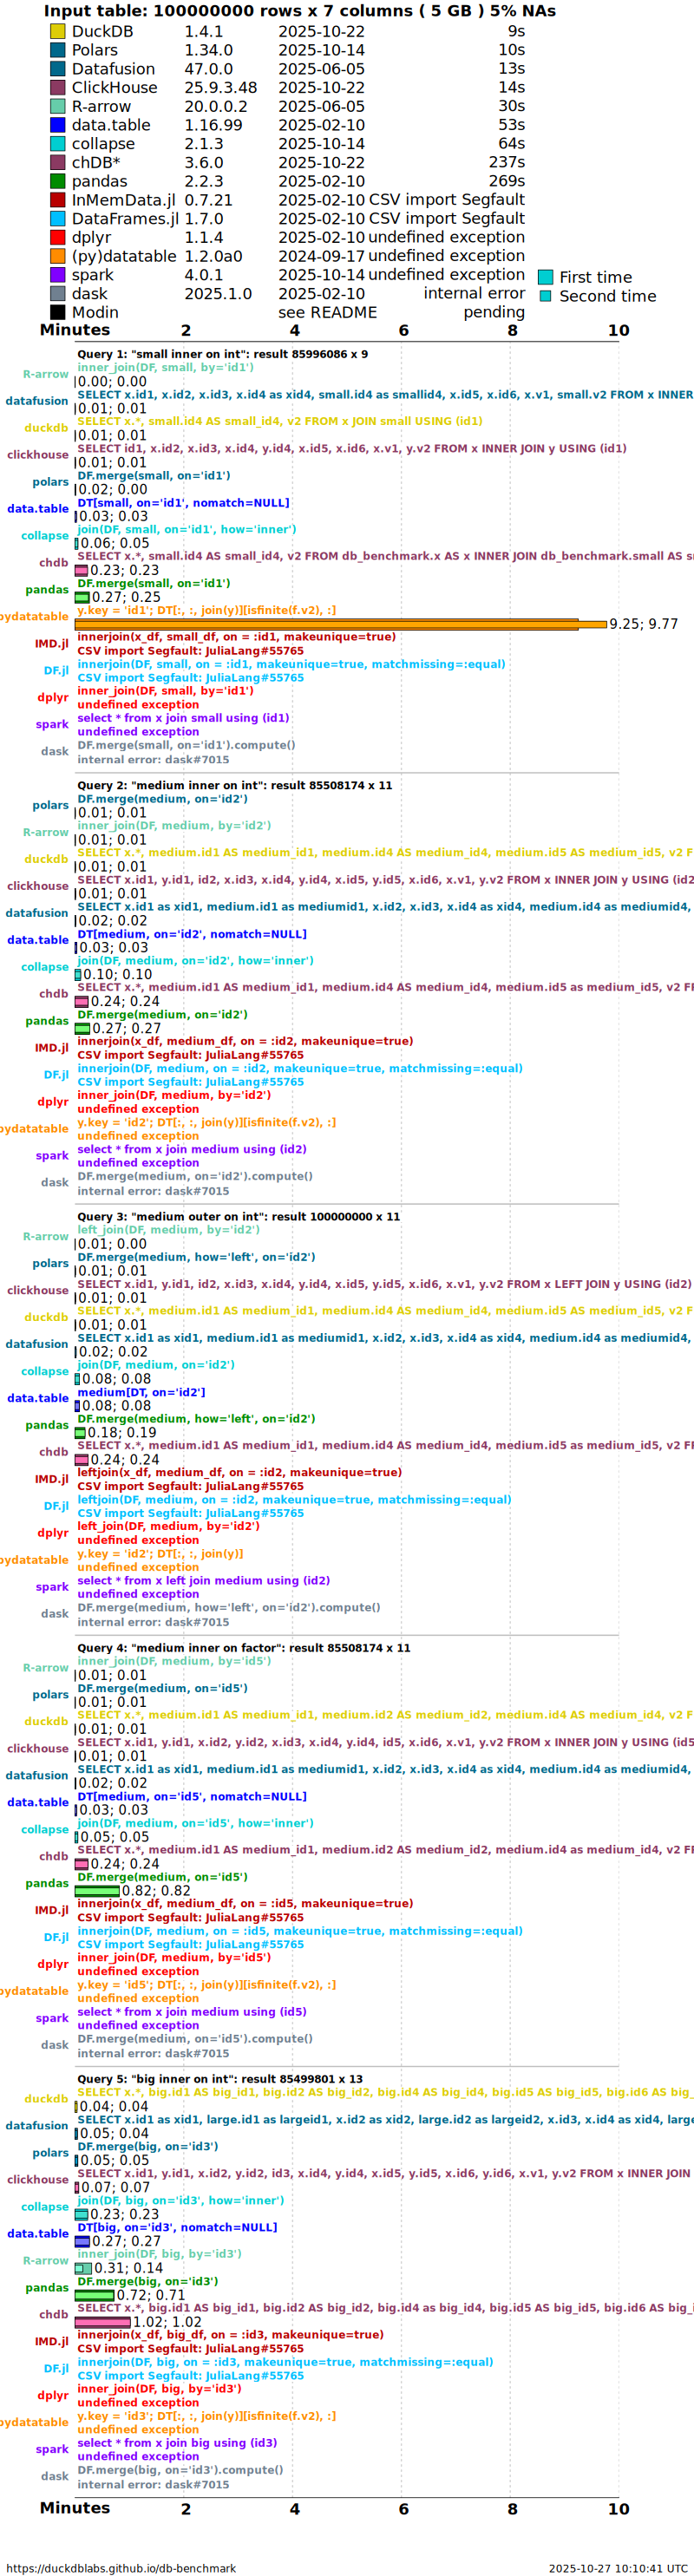 Input table: 100000000 rows x 7 columns ( 5 GB ) 5% NAs
DuckDB 1.4.1 2025-10-22 9s
Polars 1.34.0 2025-10-14 10s
Datafusion 47.0.0 2025-06-05 13s
ClickHouse 25.9.3.48 2025-10-22 14s
R-arrow 20.0.0.2 2025-06-05 30s
data.table 1.16.99 2025-02-10 53s
collapse 2.1.3 2025-10-14 64s
chDB* 3.6.0 2025-10-22 237s
pandas 2.2.3 2025-02-10 269s
InMemData.jl 0.7.21 2025-02-10 CSV import Segfault
DataFrames.jl 1.7.0 2025-02-10 CSV import Segfault
dplyr 1.1.4 2025-02-10 undefined exception
(py)datatable 1.2.0a0 2024-09-17 undefined exception
spark 4.0.1 2025-10-14 undefined exception
dask 2025.1.0 2025-02-10 internal error
Modin see README pending
First time
Second time
Minutes 2 4 6 8 10
Query 1: "small inner on int": result 85996086 x 9
inner_join(DF, small, by='id1')
R-arrow 0.00; 0.00
SELECT x.id1, x.id2, x.id3, x.id4 as xid4, small.id4 as smallid4, x.id5, x.id6, x.v1, small.v2 FROM x INNER
datafusion 0.01; 0.01
SELECT x.*, small.id4 AS small_id4, v2 FROM x JOIN small USING (id1)
duckdb 0.01; 0.01
SELECT id1, x.id2, x.id3, x.id4, y.id4, x.id5, x.id6, x.v1, y.v2 FROM x INNER JOIN y USING (id1)
clickhouse 0.01; 0.01
DF.merge(small, on='id1')
polars 0.02; 0.00
DT[small, on='id1', nomatch=NULL]
data.table 0.03; 0.03
join(DF, small, on='id1', how='inner')
collapse 0.06; 0.05
SELECT x.*, small.id4 AS small_id4, v2 FROM db_benchmark.x AS x INNER JOIN db_benchmark.small AS s
chdb 0.23; 0.23
DF.merge(small, on='id1')
pandas 0.27; 0.25
y.key = 'id1'; DT[:, :, join(y)][isfinite(f.v2), :]
pydatatable 9.25; 9.77
innerjoin(x_df, small_df, on = :id1, makeunique=true)
IMD.jl CSV import Segfault: JuliaLang#55765
innerjoin(DF, small, on = :id1, makeunique=true, matchmissing=:equal)
DF.jl CSV import Segfault: JuliaLang#55765
inner_join(DF, small, by='id1')
dplyr undefined exception
select * from x join small using (id1)
spark undefined exception
DF.merge(small, on='id1').compute()
dask internal error: dask#7015
Query 2: "medium inner on int": result 85508174 x 11
DF.merge(medium, on='id2')
polars 0.01; 0.01
inner_join(DF, medium, by='id2')
R-arrow 0.01; 0.01
SELECT x.*, medium.id1 AS medium_id1, medium.id4 AS medium_id4, medium.id5 AS medium_id5, v2 F
duckdb 0.01; 0.01
SELECT x.id1, y.id1, id2, x.id3, x.id4, y.id4, x.id5, y.id5, x.id6, x.v1, y.v2 FROM x INNER JOIN y USING (id2
clickhouse 0.01; 0.01
SELECT x.id1 as xid1, medium.id1 as mediumid1, x.id2, x.id3, x.id4 as xid4, medium.id4 as mediumid4,
datafusion 0.02; 0.02
DT[medium, on='id2', nomatch=NULL]
data.table 0.03; 0.03
join(DF, medium, on='id2', how='inner')
collapse 0.10; 0.10
SELECT x.*, medium.id1 AS medium_id1, medium.id4 AS medium_id4, medium.id5 as medium_id5, v2 F
chdb 0.24; 0.24
DF.merge(medium, on='id2')
pandas 0.27; 0.27
innerjoin(x_df, medium_df, on = :id2, makeunique=true)
IMD.jl CSV import Segfault: JuliaLang#55765
innerjoin(DF, medium, on = :id2, makeunique=true, matchmissing=:equal)
DF.jl CSV import Segfault: JuliaLang#55765
inner_join(DF, medium, by='id2')
dplyr undefined exception
y.key = 'id2'; DT[:, :, join(y)][isfinite(f.v2), :]
pydatatable undefined exception
select * from x join medium using (id2)
spark undefined exception
DF.merge(medium, on='id2').compute()
dask internal error: dask#7015
Query 3: "medium outer on int": result 100000000 x 11
left_join(DF, medium, by='id2')
R-arrow 0.01; 0.00
DF.merge(medium, how='left', on='id2')
polars 0.01; 0.01
SELECT x.id1, y.id1, id2, x.id3, x.id4, y.id4, x.id5, y.id5, x.id6, x.v1, y.v2 FROM x LEFT JOIN y USING (id2)
clickhouse 0.01; 0.01
SELECT x.*, medium.id1 AS medium_id1, medium.id4 AS medium_id4, medium.id5 AS medium_id5, v2 F
duckdb 0.01; 0.01
SELECT x.id1 as xid1, medium.id1 as mediumid1, x.id2, x.id3, x.id4 as xid4, medium.id4 as mediumid4,
datafusion 0.02; 0.02
join(DF, medium, on='id2')
collapse 0.08; 0.08
medium[DT, on='id2']
data.table 0.08; 0.08
DF.merge(medium, how='left', on='id2')
pandas 0.18; 0.19
SELECT x.*, medium.id1 AS medium_id1, medium.id4 AS medium_id4, medium.id5 as medium_id5, v2 F
chdb 0.24; 0.24
leftjoin(x_df, medium_df, on = :id2, makeunique=true)
IMD.jl CSV import Segfault: JuliaLang#55765
leftjoin(DF, medium, on = :id2, makeunique=true, matchmissing=:equal)
DF.jl CSV import Segfault: JuliaLang#55765
left_join(DF, medium, by='id2')
dplyr undefined exception
y.key = 'id2'; DT[:, :, join(y)]
pydatatable undefined exception
select * from x left join medium using (id2)
spark undefined exception
DF.merge(medium, how='left', on='id2').compute()
dask internal error: dask#7015
Query 4: "medium inner on factor": result 85508174 x 11
inner_join(DF, medium, by='id5')
R-arrow 0.01; 0.01
DF.merge(medium, on='id5')
polars 0.01; 0.01
SELECT x.*, medium.id1 AS medium_id1, medium.id2 AS medium_id2, medium.id4 AS medium_id4, v2 F
duckdb 0.01; 0.01
SELECT x.id1, y.id1, x.id2, y.id2, x.id3, x.id4, y.id4, id5, x.id6, x.v1, y.v2 FROM x INNER JOIN y USING (id5
clickhouse 0.01; 0.01
SELECT x.id1 as xid1, medium.id1 as mediumid1, x.id2, x.id3, x.id4 as xid4, medium.id4 as mediumid4,
datafusion 0.02; 0.02
DT[medium, on='id5', nomatch=NULL]
data.table 0.03; 0.03
join(DF, medium, on='id5', how='inner')
collapse 0.05; 0.05
SELECT x.*, medium.id1 AS medium_id1, medium.id2 AS medium_id2, medium.id4 as medium_id4, v2 F
chdb 0.24; 0.24
DF.merge(medium, on='id5')
pandas 0.82; 0.82
innerjoin(x_df, medium_df, on = :id5, makeunique=true)
IMD.jl CSV import Segfault: JuliaLang#55765
innerjoin(DF, medium, on = :id5, makeunique=true, matchmissing=:equal)
DF.jl CSV import Segfault: JuliaLang#55765
inner_join(DF, medium, by='id5')
dplyr undefined exception
y.key = 'id5'; DT[:, :, join(y)][isfinite(f.v2), :]
pydatatable undefined exception
select * from x join medium using (id5)
spark undefined exception
DF.merge(medium, on='id5').compute()
dask internal error: dask#7015
Query 5: "big inner on int": result 85499801 x 13
SELECT x.*, big.id1 AS big_id1, big.id2 AS big_id2, big.id4 AS big_id4, big.id5 AS big_id5, big.id6 AS big_
duckdb 0.04; 0.04
SELECT x.id1 as xid1, large.id1 as largeid1, x.id2 as xid2, large.id2 as largeid2, x.id3, x.id4 as xid4, large
datafusion 0.05; 0.04
DF.merge(big, on='id3')
polars 0.05; 0.05
SELECT x.id1, y.id1, x.id2, y.id2, id3, x.id4, y.id4, x.id5, y.id5, x.id6, y.id6, x.v1, y.v2 FROM x INNER JOIN
clickhouse 0.07; 0.07
join(DF, big, on='id3', how='inner')
collapse 0.23; 0.23
DT[big, on='id3', nomatch=NULL]
data.table 0.27; 0.27
inner_join(DF, big, by='id3')
R-arrow 0.31; 0.14
DF.merge(big, on='id3')
pandas 0.72; 0.71
SELECT x.*, big.id1 AS big_id1, big.id2 AS big_id2, big.id4 as big_id4, big.id5 AS big_id5, big.id6 AS big_i
chdb 1.02; 1.02
innerjoin(x_df, big_df, on = :id3, makeunique=true)
IMD.jl CSV import Segfault: JuliaLang#55765
innerjoin(DF, big, on = :id3, makeunique=true, matchmissing=:equal)
DF.jl CSV import Segfault: JuliaLang#55765
inner_join(DF, big, by='id3')
dplyr undefined exception
y.key = 'id3'; DT[:, :, join(y)][isfinite(f.v2), :]
pydatatable undefined exception
select * from x join big using (id3)
spark undefined exception
DF.merge(big, on='id3').compute()
dask internal error: dask#7015
Minutes 2 4 6 8 10
https://duckdblabs.github.io/db-benchmark 2025-10-27 10:10:41 UTC